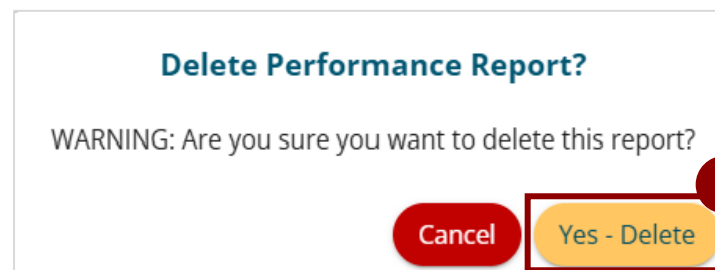 Delete Performance Report?
WARNING: Are you sure you want to delete this report?
Cancel Yes - Delete